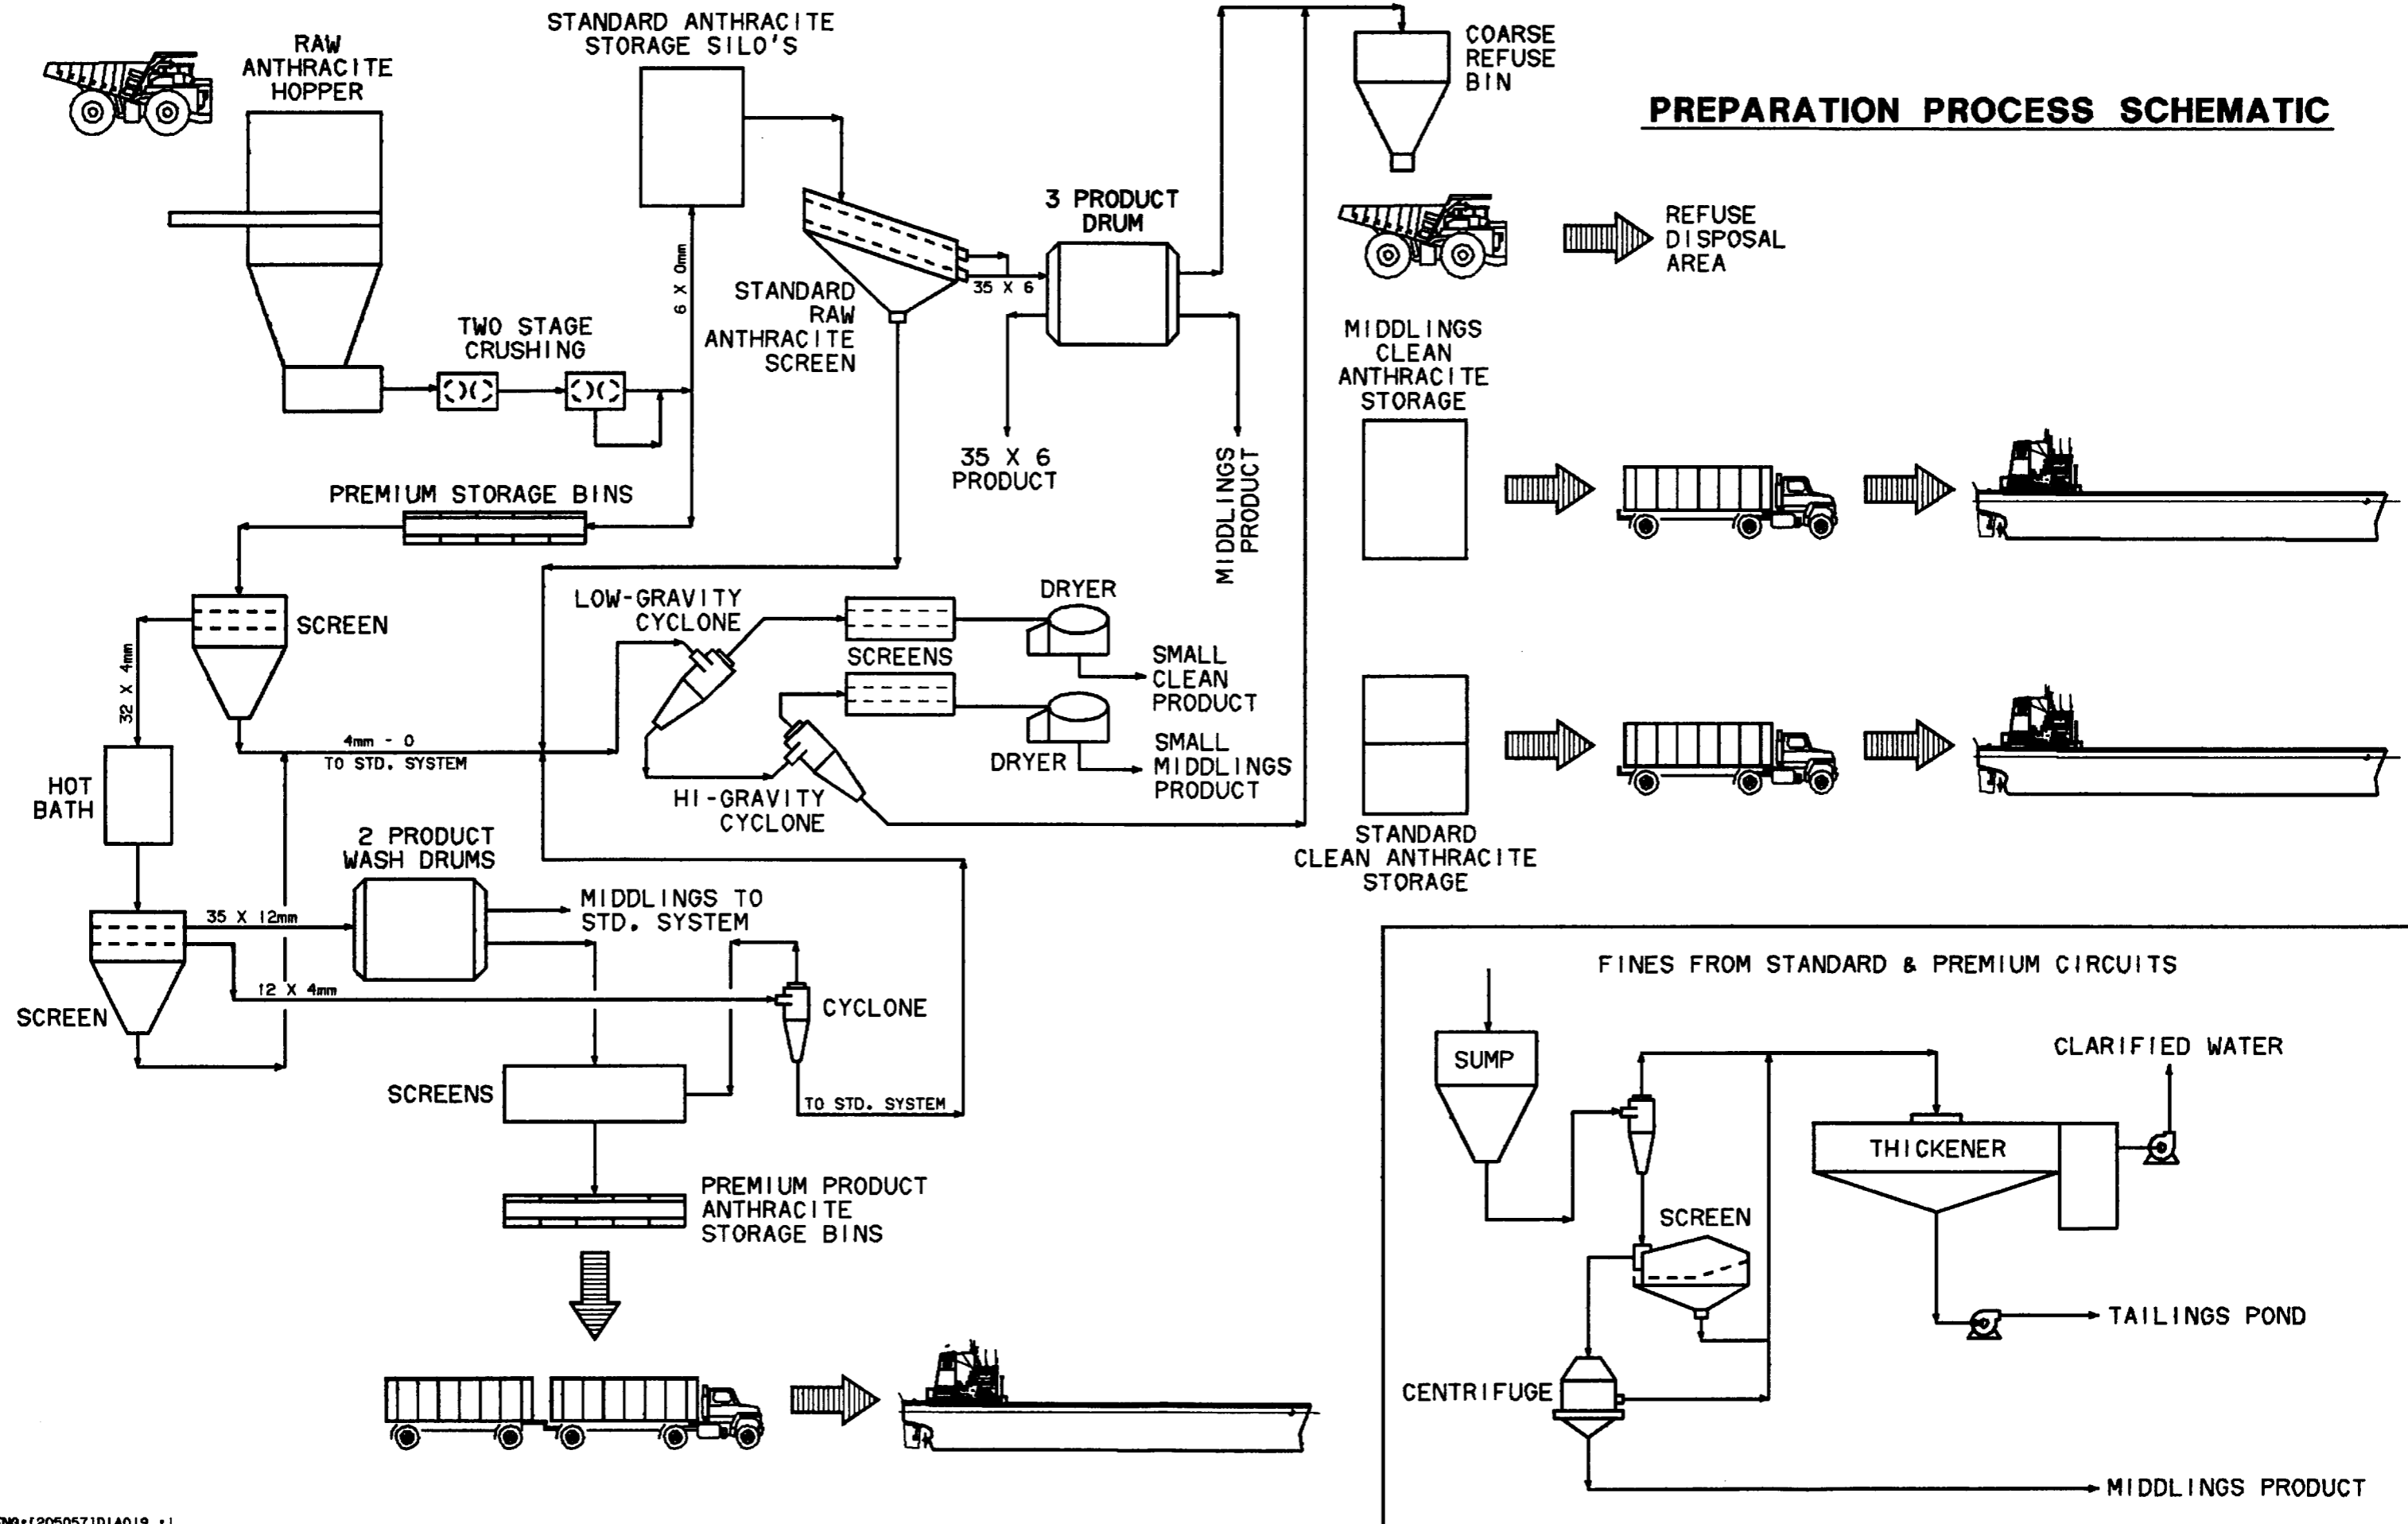 PREPARATION PROCESS SCHEMATIC
RAW
ANTHRACITE
HOPPER
STANDARD ANTHRACITE
STORAGE SILO'S
COARSE
REFUSE
BIN
3 PRODUCT
DRUM
REFUSE
DISPOSAL
AREA
6 X 0mm
STANDARD
RAW
ANTHRACITE
SCREEN
35 X 6
TWO STAGE
CRUSHING
MIDDLINGS
CLEAN
ANTHRACITE
STORAGE
35 X 6
PRODUCT
MIDDLINGS
PRODUCT
PREMIUM STORAGE BINS
SCREEN
32 X 4mm
LOW-GRAVITY
CYCLONE
SCREENS
DRYER
SMALL
CLEAN
PRODUCT
4mm - 0
TO STD. SYSTEM
HOT
BATH
HI-GRAVITY
CYCLONE
DRYER
SMALL
MIDDLINGS
PRODUCT
STANDARD
CLEAN ANTHRACITE
STORAGE
2 PRODUCT
WASH DRUMS
MIDDLINGS TO
STD. SYSTEM
35 X 12mm
12 X 4mm
SCREEN
CYCLONE
SCREENS
TO STD. SYSTEM
PREMIUM PRODUCT
ANTHRACITE
STORAGE BINS
FINES FROM STANDARD & PREMIUM CIRCUITS
SUMP
CLARIFIED WATER
THICKENER
SCREEN
TAILINGS POND
CENTRIFUGE
MIDDLINGS PRODUCT